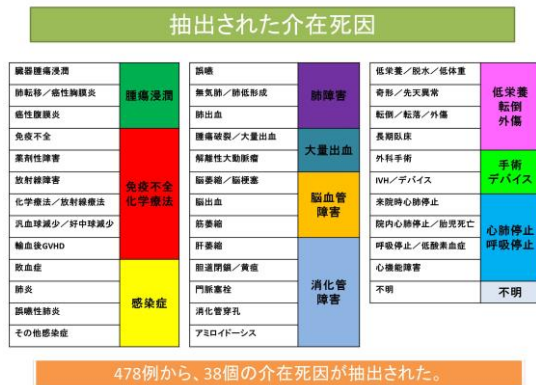 抽出された介在死因
臓器腫瘍浸潤
肺転移／癌性胸膜炎
癌性腹膜炎
腫瘍浸潤
免疫不全
薬剤性障害
放射線障害
化学療法／放射線療法
汎血球減少／好中球減少
輸血後GVHD
免疫不全
化学療法
敗血症
肺炎
誤嚥性肺炎
その他感染症
感染症
誤嚥
無気肺／肺低形成
肺出血
肺障害
腫瘍破裂／大量出血
解離性大動脈瘤
大量出血
脳萎縮／脳梗塞
脳出血
筋萎縮
脳血管
障害
肝萎縮
胆道閉鎖／黄疸
門脈塞栓
消化管穿孔
アミロイドーシス
消化管
障害
低栄養／脱水／低体重
奇形／先天異常
転倒／転落／外傷
長期臥床
低栄養
転倒
外傷
外科手術
IVH／デバイス
手術
デバイス
来院時心肺停止
院内心肺停止／胎児死亡
呼吸停止／低酸素血症
心機能障害
心肺停止
呼吸停止
不明
不明
478例から、38個の介在死因が抽出された。